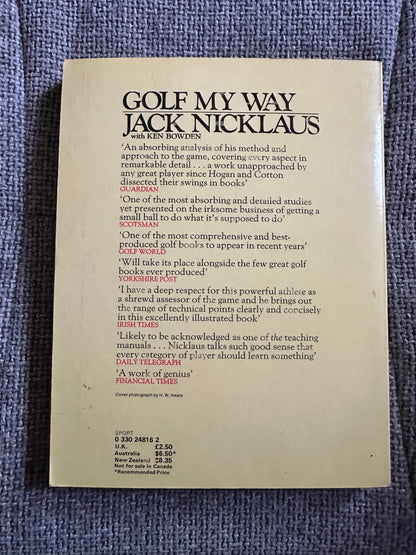 GOLF MY WAY
JACK NICKLAUS
with KEN BOWDEN
'An absorbing analysis of his method and
approach to the game, covering every aspect in
remarkable detail . . . a work unapproached by
any great player since Hogan and Cotton
dissected their swings in books'
GUARDIAN
'One of the most absorbing and detailed studies
yet presented on the irksome business of getting a
small ball to do what it's supposed to do'
SCOTSMAN
'One of the most comprehensive and best-
produced golf books to appear in recent years'
GOLF WORLD
'Will take its place alongside the few great golf
books ever produced'
YORKSHIRE POST
'I have a deep respect for this powerful athlete as
a shrewd assessor of the game and he brings out
the range of technical points clearly and concisely
in this excellently illustrated book'
IRISH TIMES
'Likely to be acknowledged as one of the teaching
manuals . . . Nicklaus talks such good sense that
every category of player should learn something'
DAILY TELEGRAPH
'A work of genius'
FINANCIAL TIMES
Cover photograph by H. W. Neale
SPORT
0 330 24816 2
U.K. £2.50
Australia $6.50*
New Zealand $8.35
Not for sale in Canada
*Recommended Price